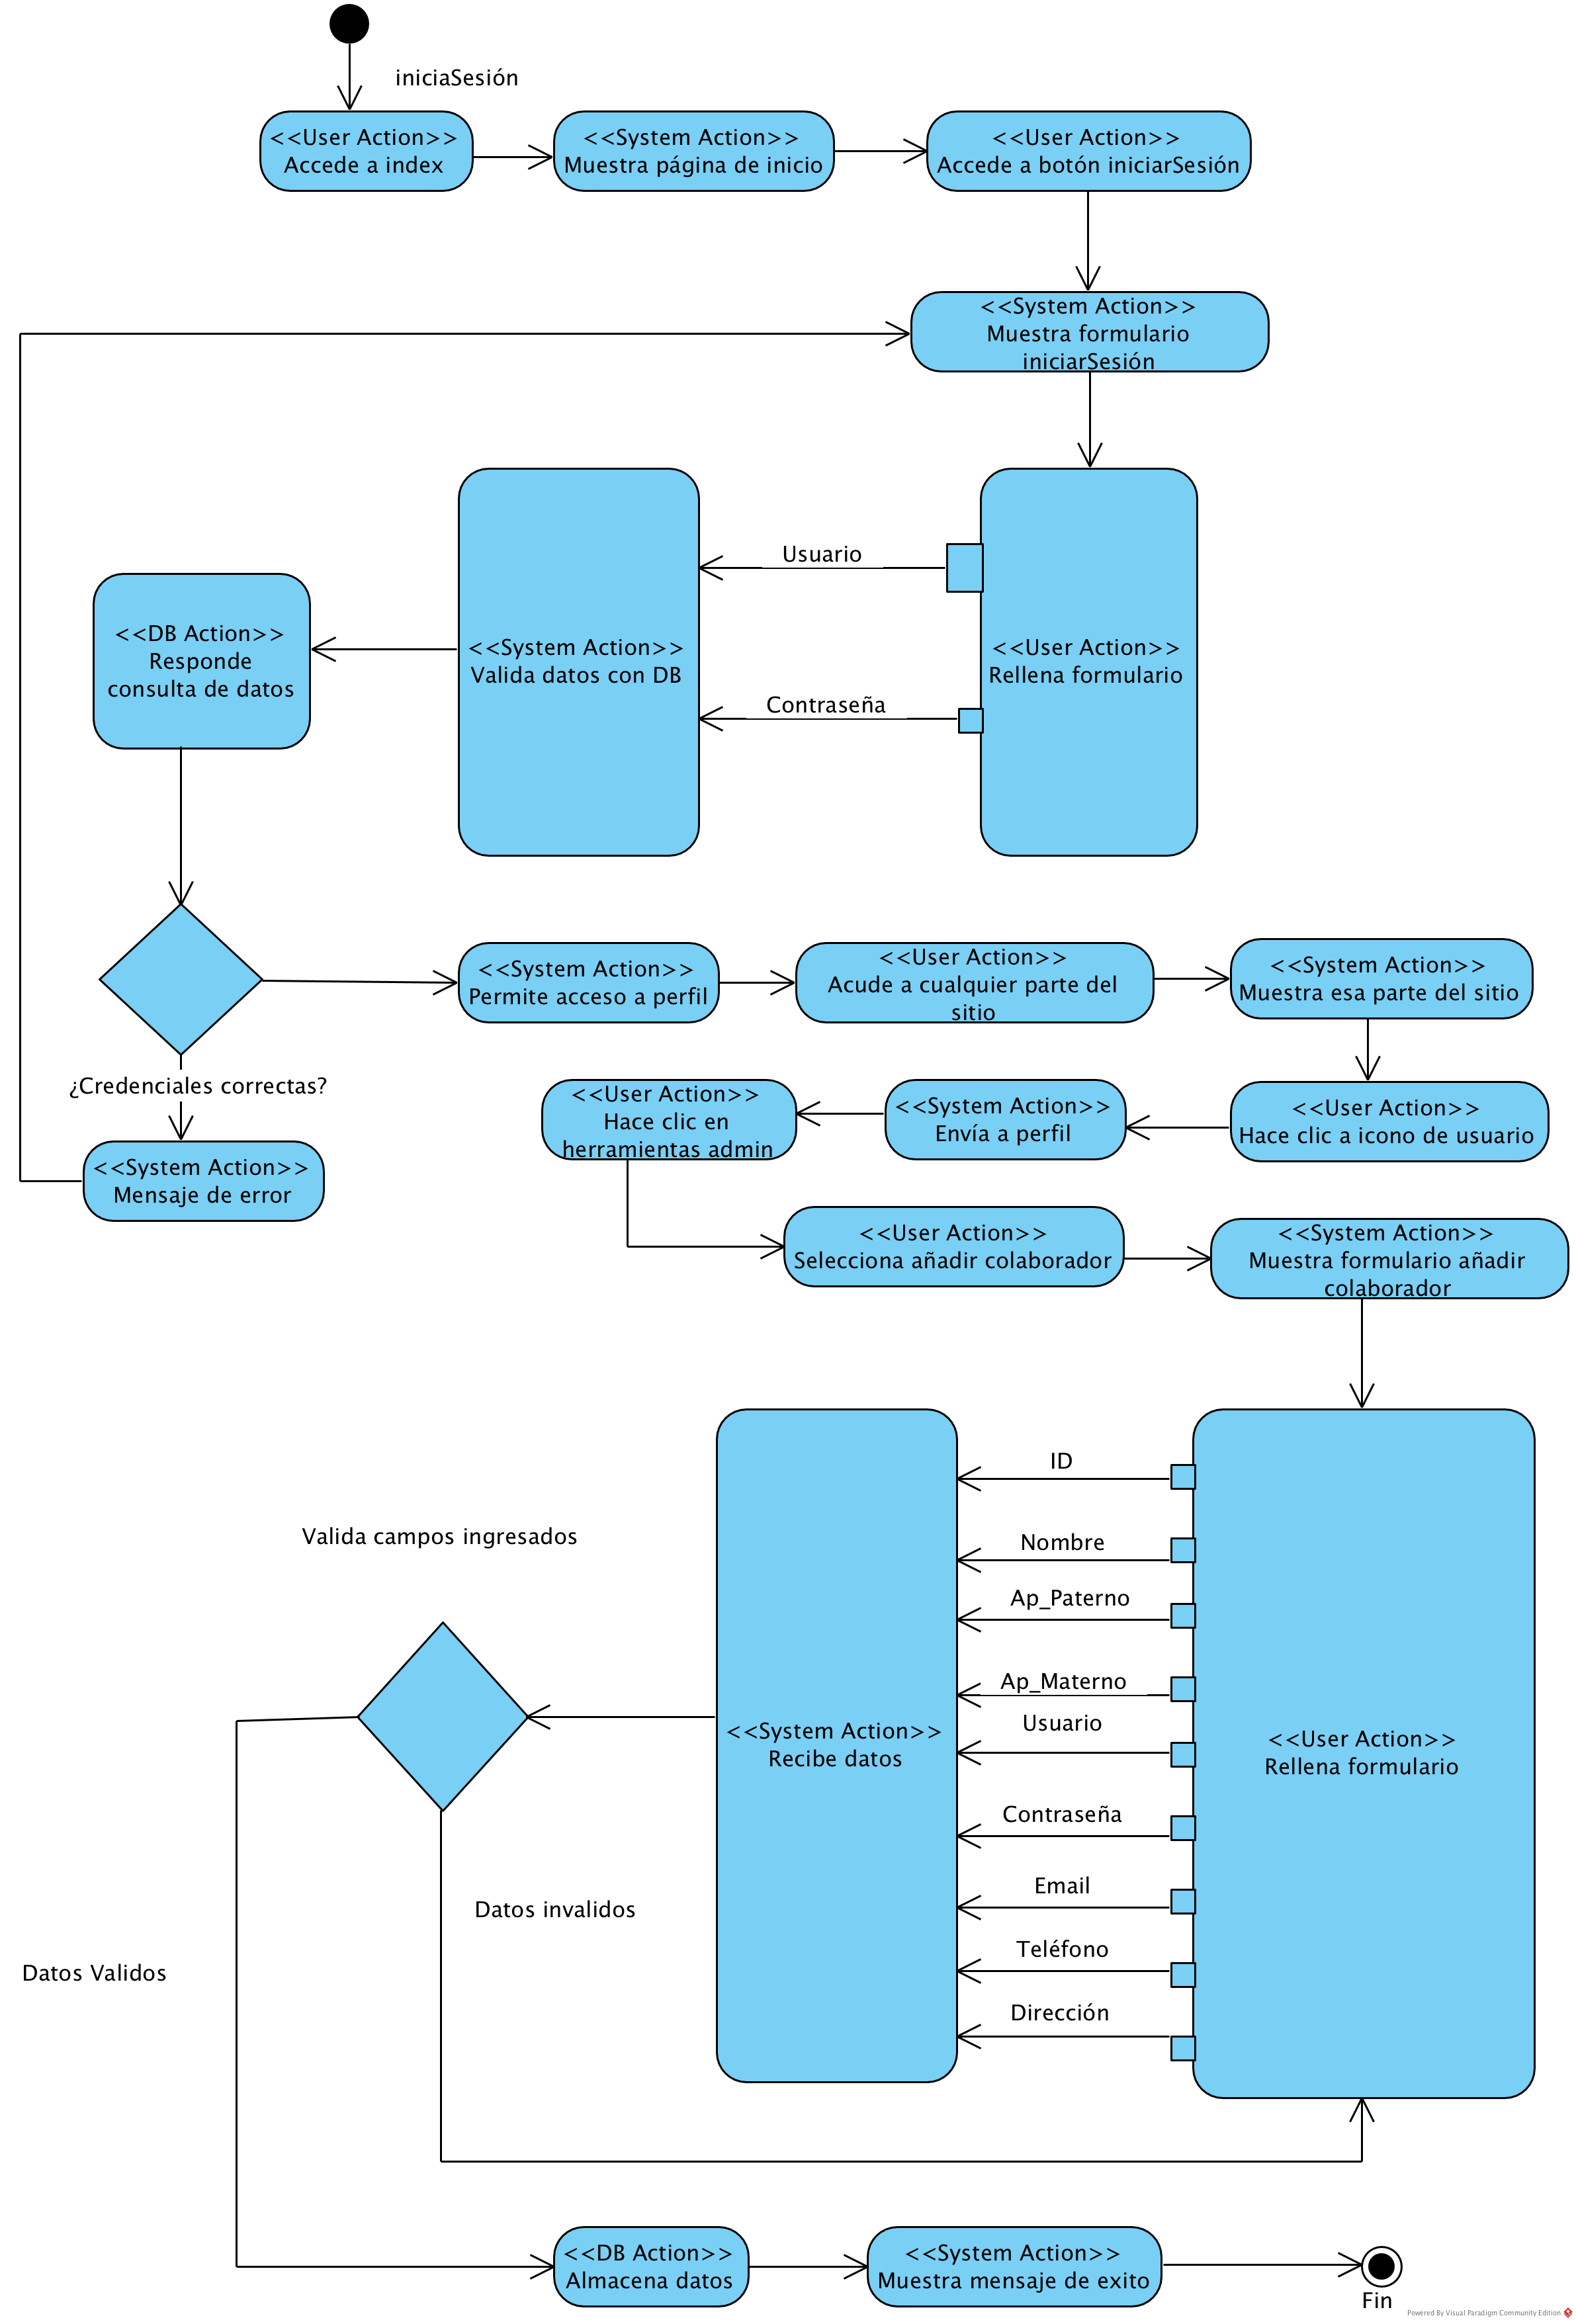 iniciaSesión
<<User Action>>
Accede a index
<<System Action>>
Muestra página de inicio
<<User Action>>
Accede a botón iniciarSesión
<<System Action>>
Muestra formulario
iniciarSesión
Usuario
Contraseña
<<User Action>>
Rellena formulario
<<System Action>>
Valida datos con DB
<<DB Action>>
Responde
consulta de datos
¿Credenciales correctas?
<<System Action>>
Mensaje de error
<<System Action>>
Permite acceso a perfil
<<User Action>>
Acude a cualquier parte del
sitio
<<System Action>>
Muestra esa parte del sitio
<<User Action>>
Hace clic a icono de usuario
<<System Action>>
Envía a perfil
<<User Action>>
Hace clic en
herramientas admin
<<User Action>>
Selecciona añadir colaborador
<<System Action>>
Muestra formulario añadir
colaborador
<<User Action>>
Rellena formulario
ID
Nombre
Ap_Paterno
Ap_Materno
Usuario
Contraseña
Email
Teléfono
Dirección
<<System Action>>
Recibe datos
Valida campos ingresados
Datos invalidos
Datos Validos
<<DB Action>>
Almacena datos
<<System Action>>
Muestra mensaje de exito
Fin
Powered By Visual Paradigm Community Edition